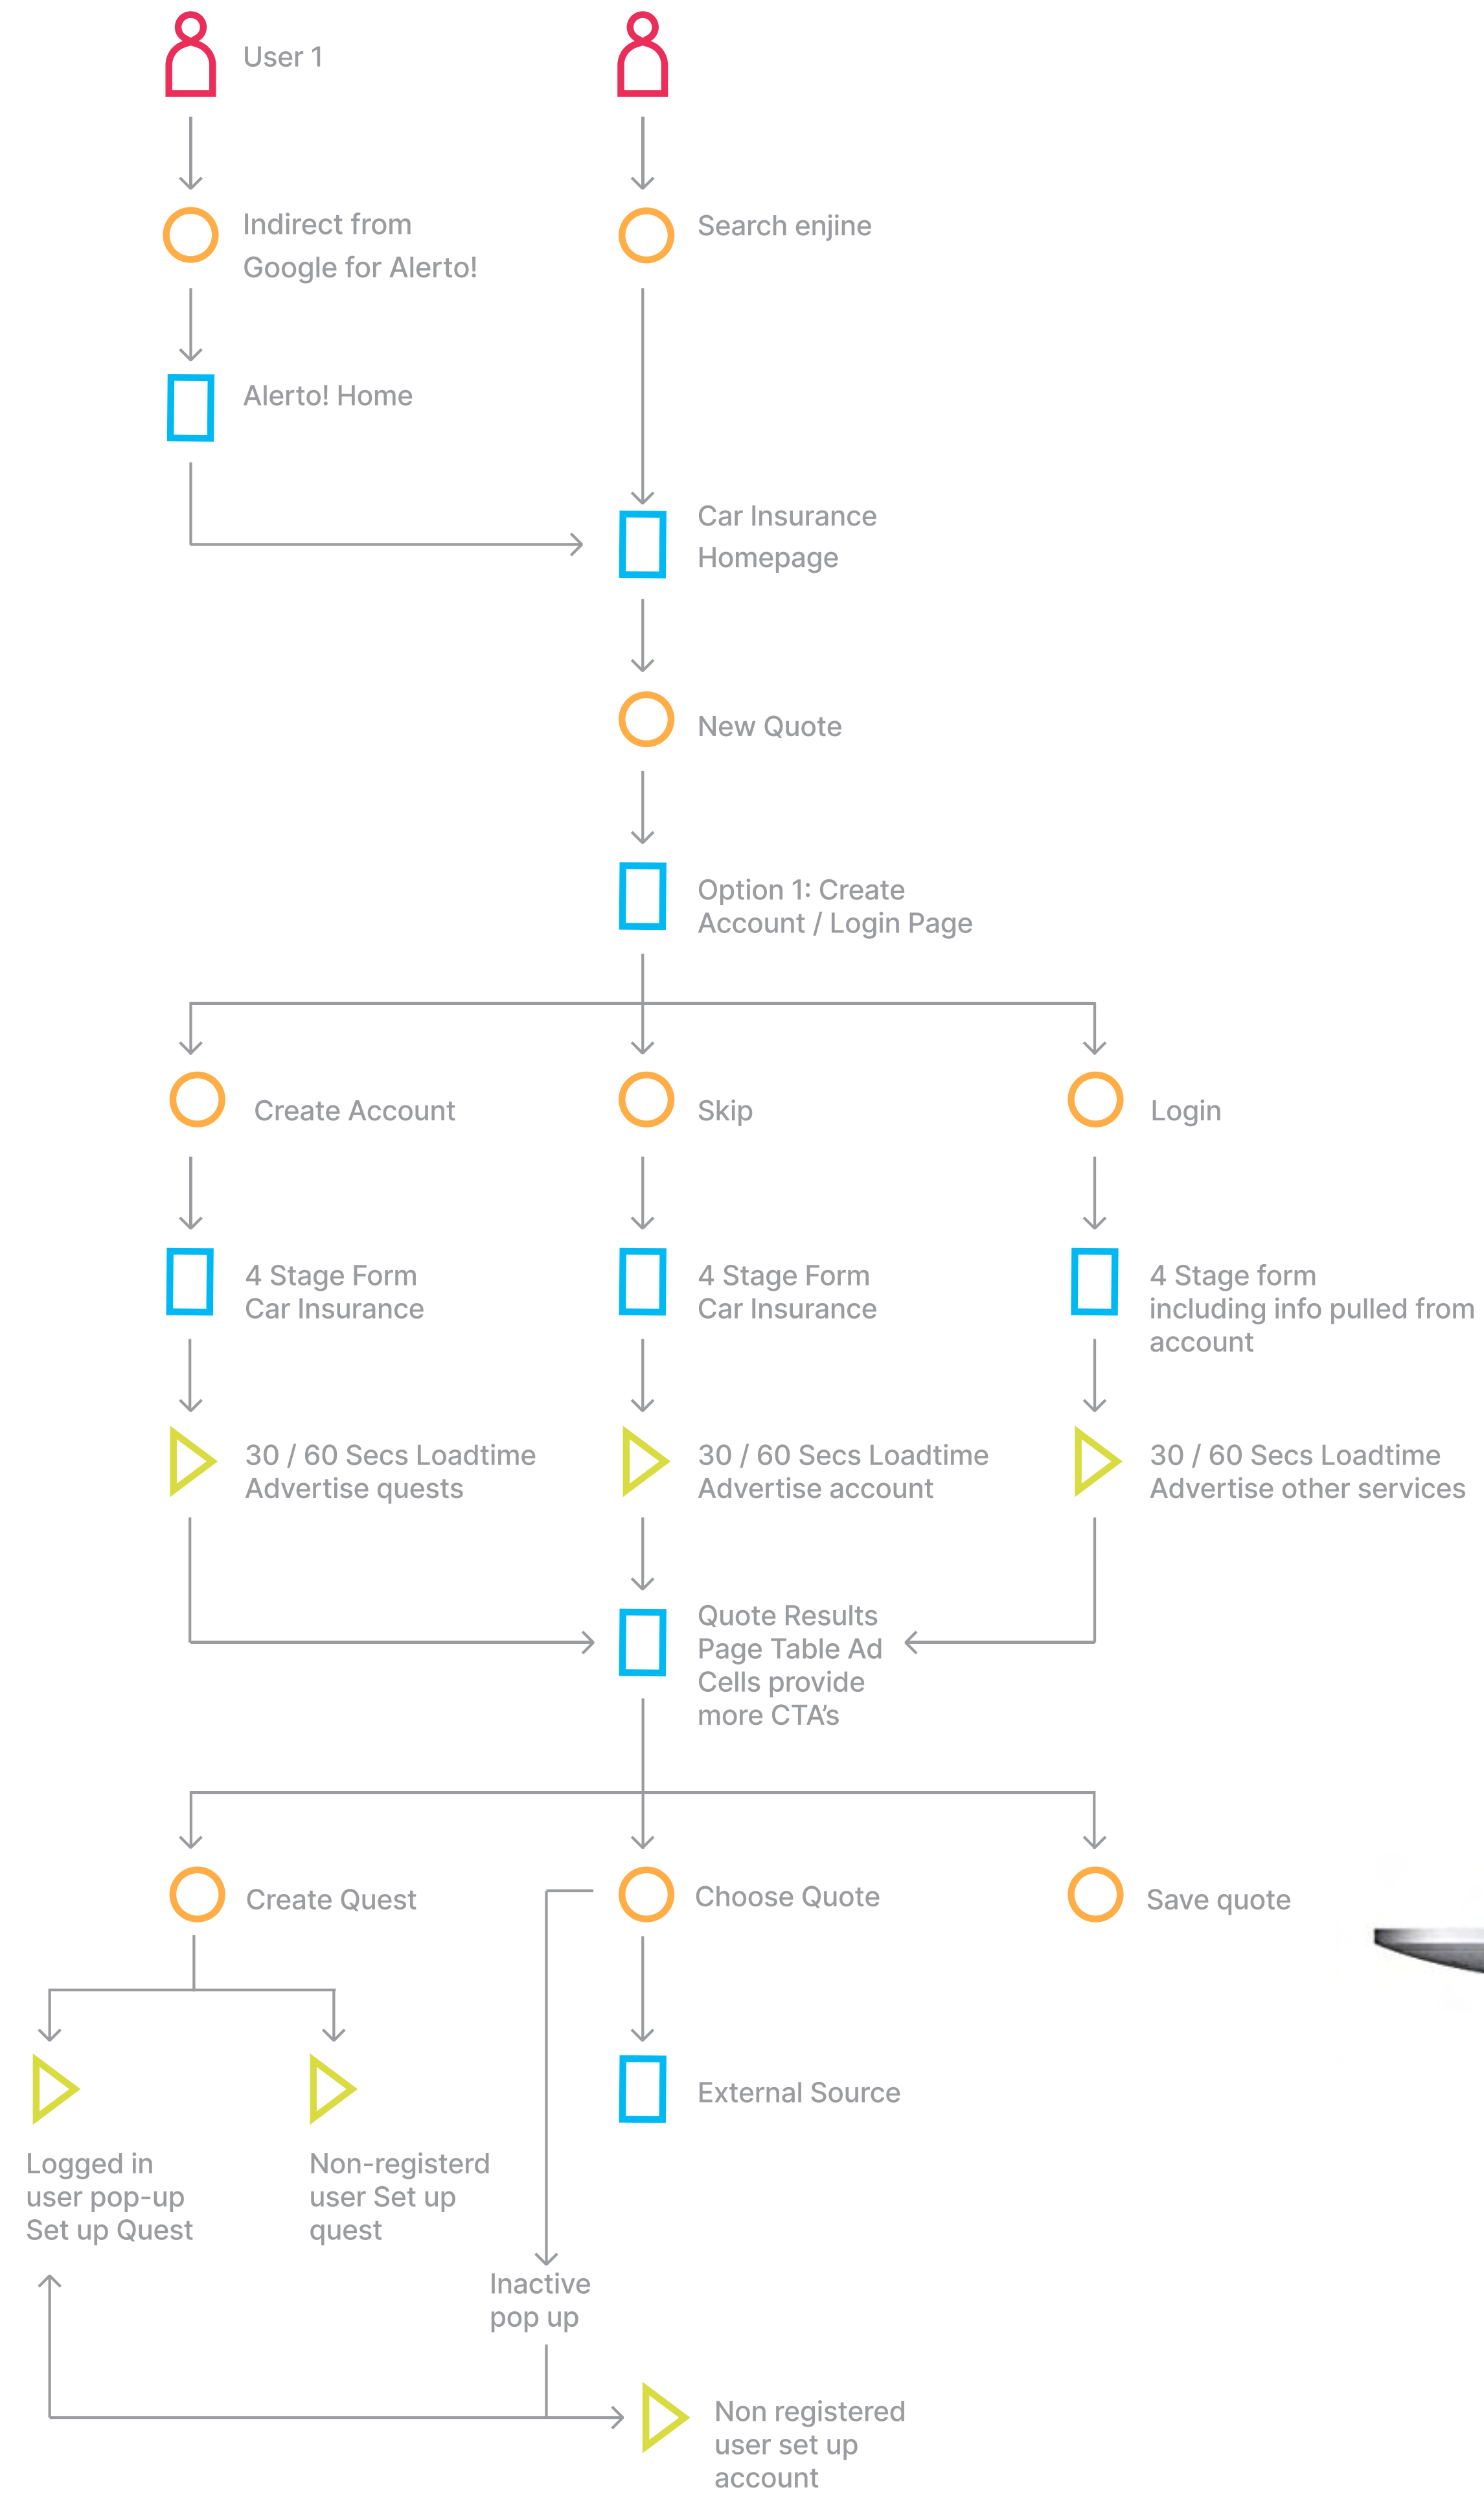 User 1
Indirect from
Google for Alerto!
Search enjine
Alerto! Home
Car Insurance
Homepage
New Quote
Option 1: Create
Account / Login Page
Create Account
Skip
Login
4 Stage Form
Car Insurance
4 Stage Form
Car Insurance
4 Stage form
including info pulled from
account
30 / 60 Secs Loadtime
Advertise quests
30 / 60 Secs Loadtime
Advertise account
30 / 60 Secs Loadtime
Advertise other services
Quote Results
Page Table Ad
Cells provide
more CTA’s
Create Quest
Choose Quote
Save quote
External Source
Logged in
user pop-up
Set up Quest
Non-registerd
user Set up
quest
Inactive
pop up
Non registered
user set up
account